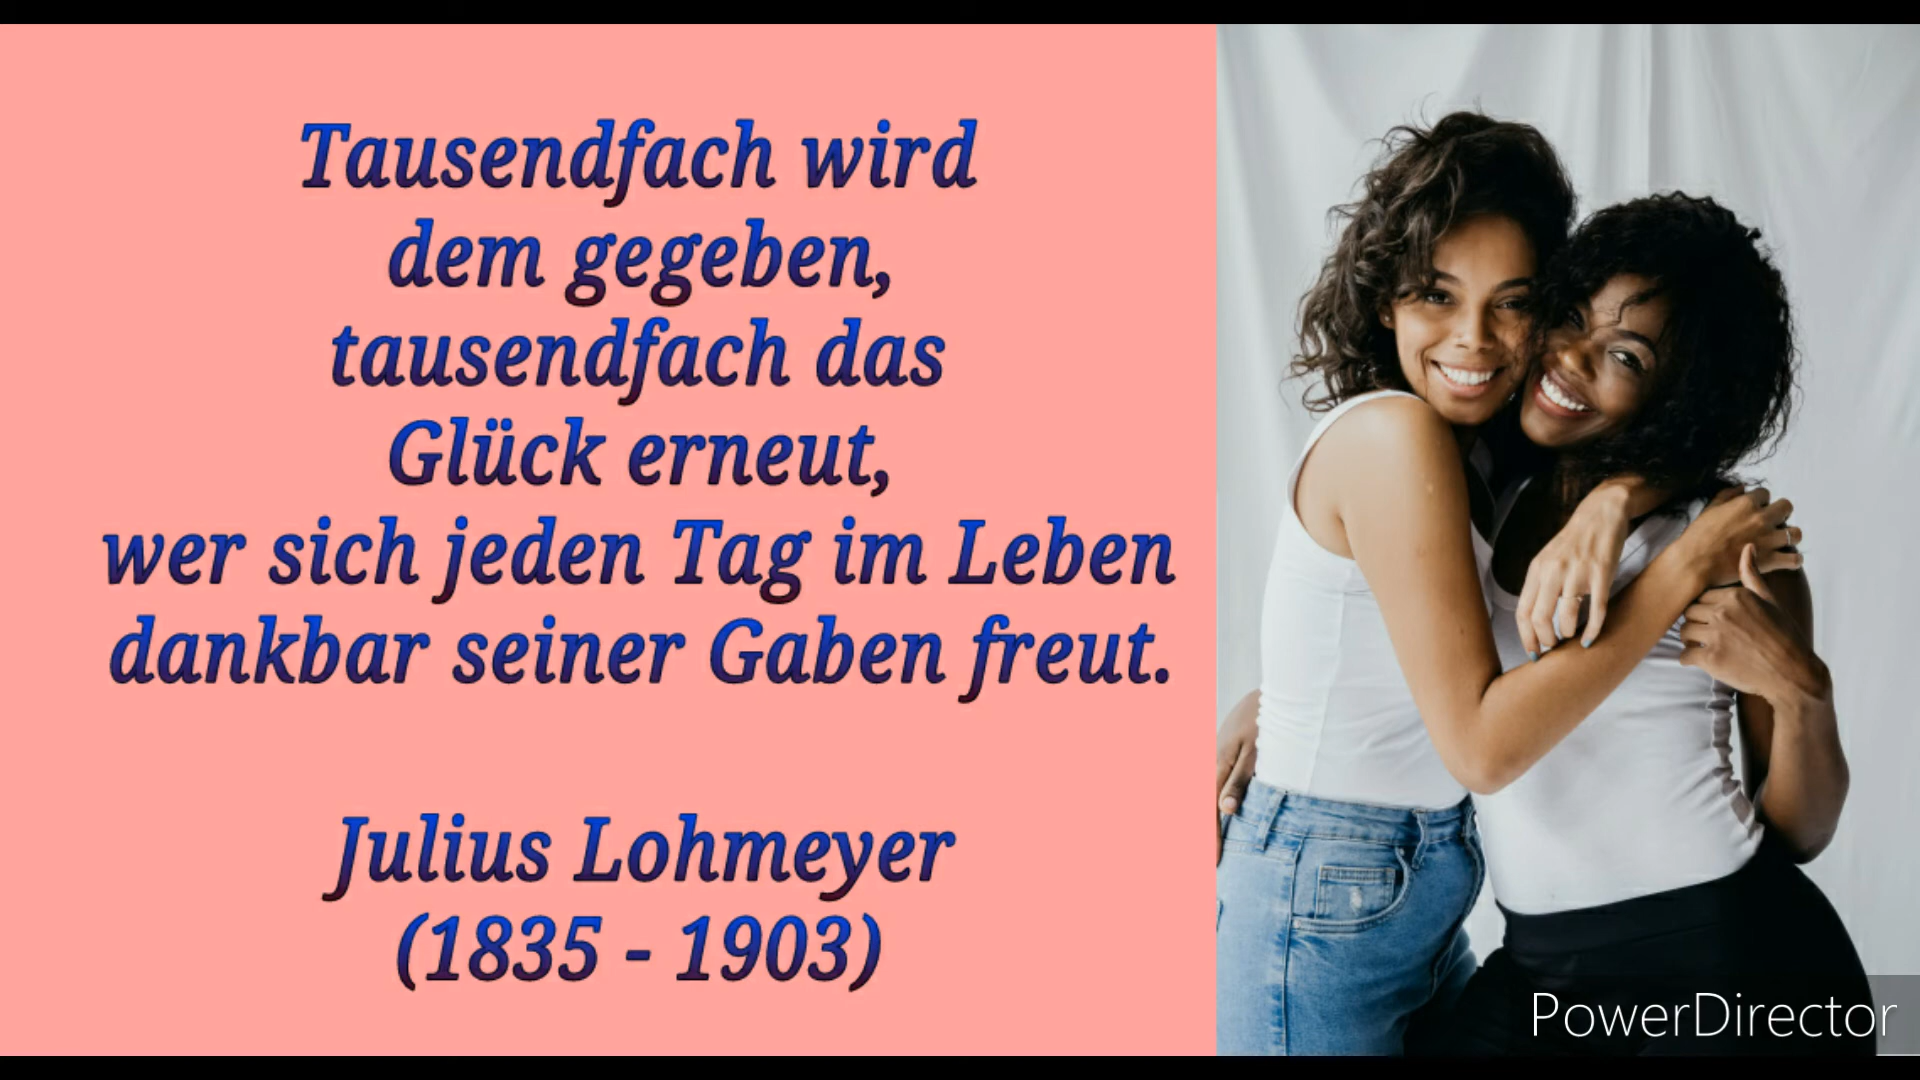 Tausendfach wird
dem gegeben,
tausendfach das
Glück erneut,
wer sich jeden Tag im Leben
dankbar seiner Gaben freut.
Julius Lohmeyer
(1835 - 1903)
PowerDirector